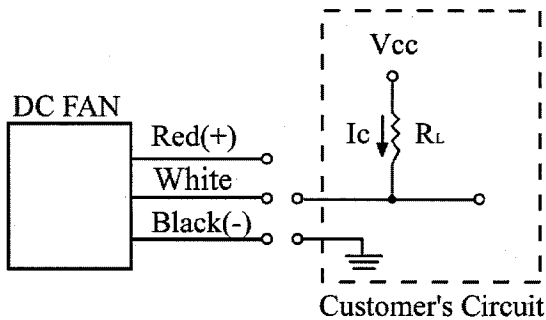 Vcc
DC FAN
Red(+)
Ic
RL
White
Black(-)
Customer's Circuit